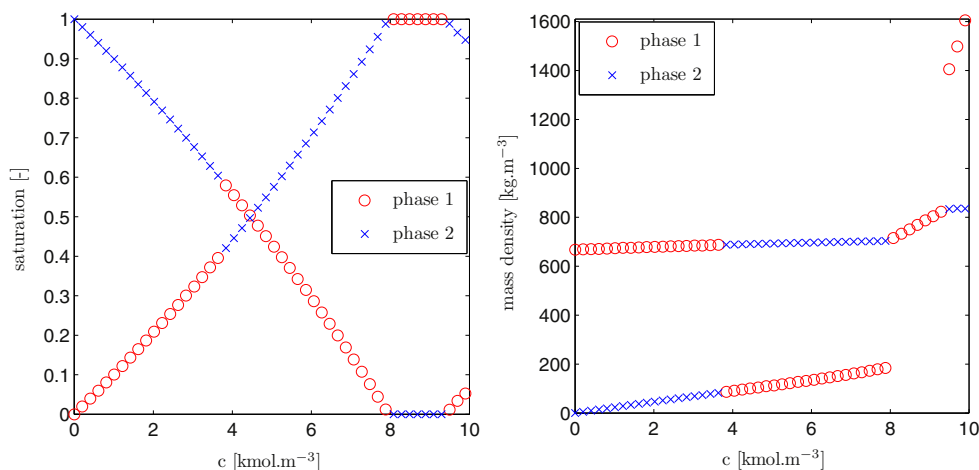 1
0.9
0.8
0.7
0.6
0.5
0.4
0.3
0.2
0.1
0
saturation [-]
phase 1
phase 2
0 2 4 6 8 10
c [kmol.m⁻³]
1600
1400
1200
1000
800
600
400
200
0
mass density [kg.m⁻³]
phase 1
phase 2
0 2 4 6 8 10
c [kmol.m⁻³]